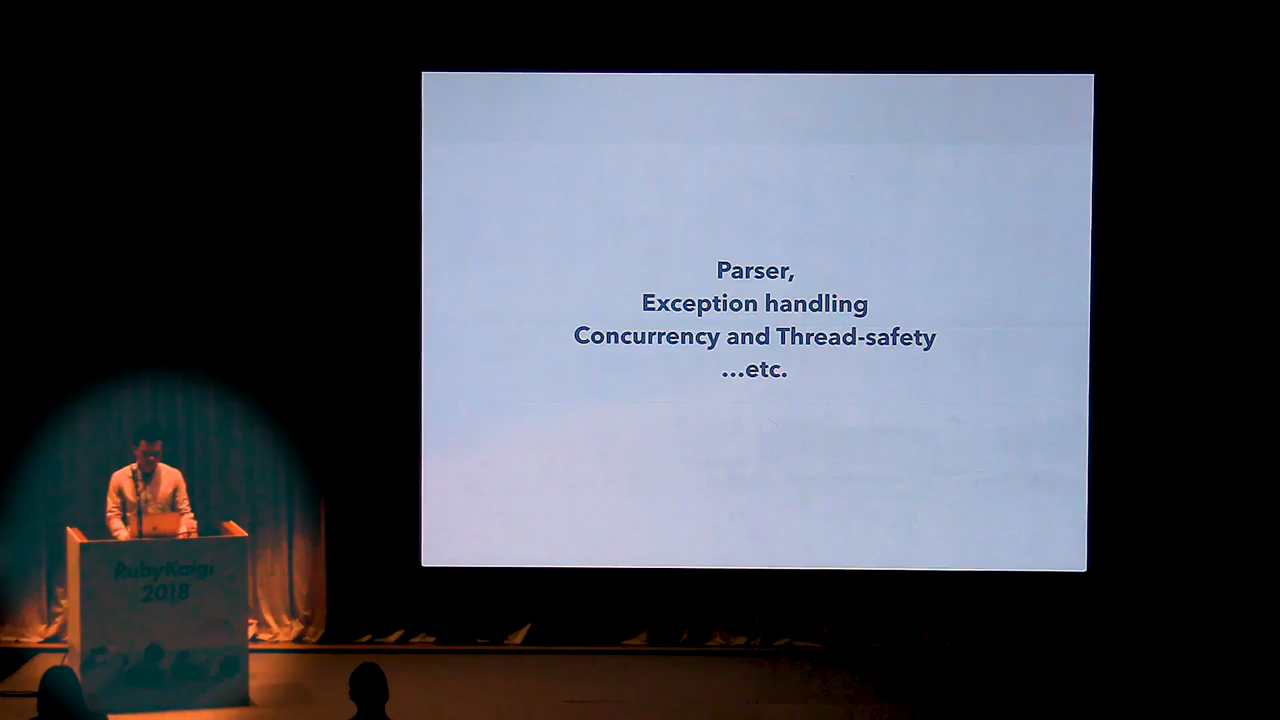 Parser,
Exception handling
Concurrency and Thread-safety
...etc.
RubyKaigi
2018